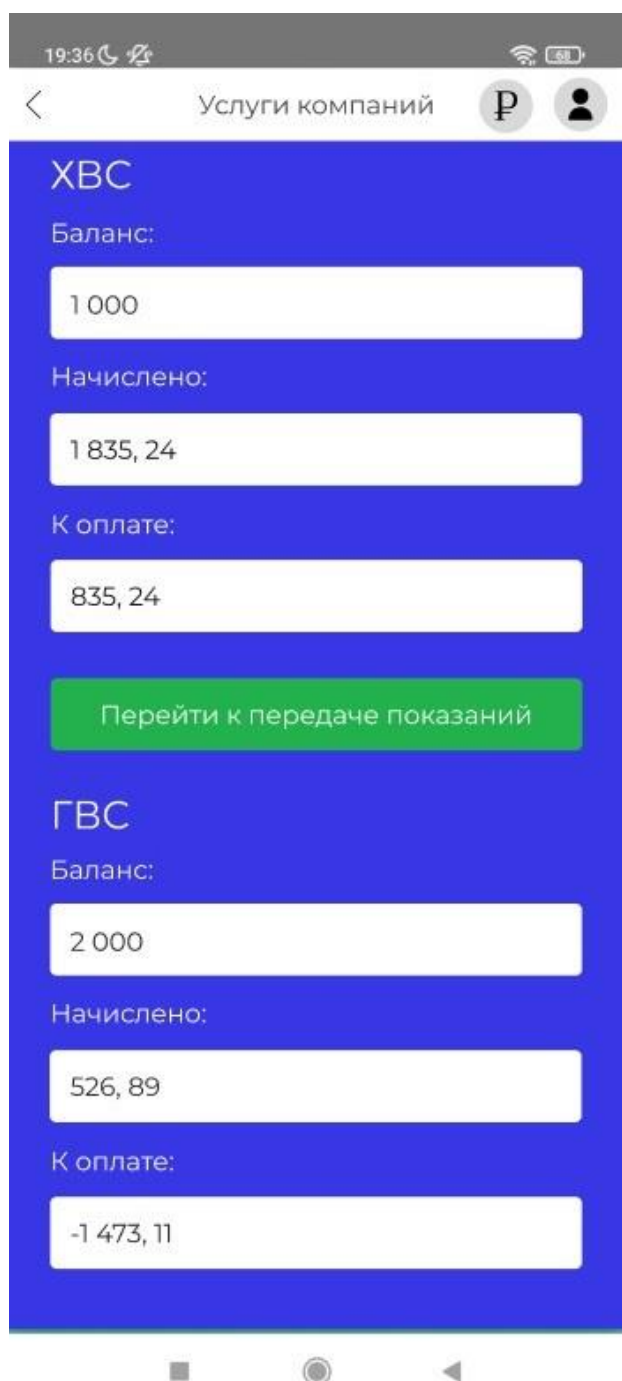 19:36
68
Услуги компаний
₽
ХВС
Баланс:
1 000
Начислено:
1 835, 24
К оплате:
835, 24
Перейти к передаче показаний
ГВС
Баланс:
2 000
Начислено:
526, 89
К оплате:
-1 473, 11